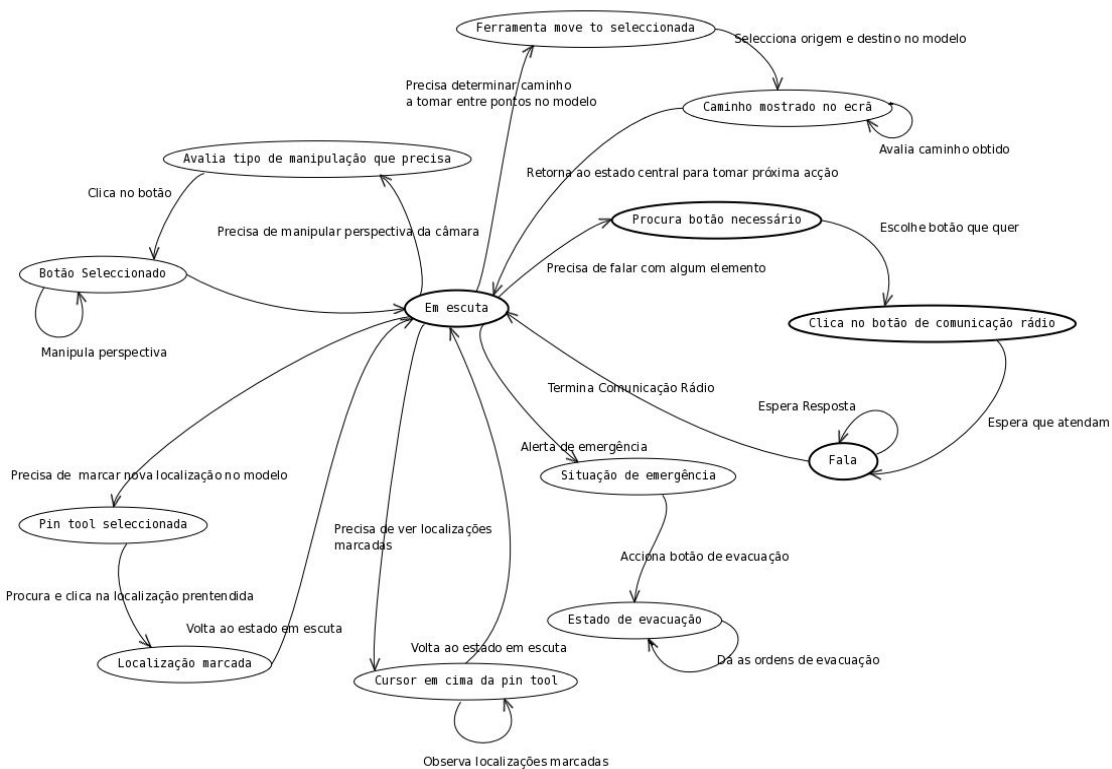 Ferramenta move to seleccionada
Selecciona origem e destino no modelo
Precisa determinar caminho
a tomar entre pontos no modelo
Caminho mostrado no ecrã
Avalia caminho obtido
Avalia tipo de manipulação que precisa
Retorna ao estado central para tomar próxima acção
Clica no botão
Procura botão necessário
Precisa de manipular perspectiva da câmara
Escolhe botão que quer
Precisa de falar com algum elemento
Botão Seleccionado
Em escuta
Clica no botão de comunicação rádio
Manipula perspectiva
Termina Comunicação Rádio
Espera Resposta
Espera que atendam
Alerta de emergência
Fala
Precisa de marcar nova localização no modelo
Situação de emergência
Pin tool seleccionada
Precisa de ver localizações
marcadas
Acciona botão de evacuação
Procura e clica na localização prentendida
Estado de evacuação
Volta ao estado em escuta
Volta ao estado em escuta
Localização marcada
Dá as ordens de evacuação
Cursor em cima da pin tool
Observa localizações marcadas